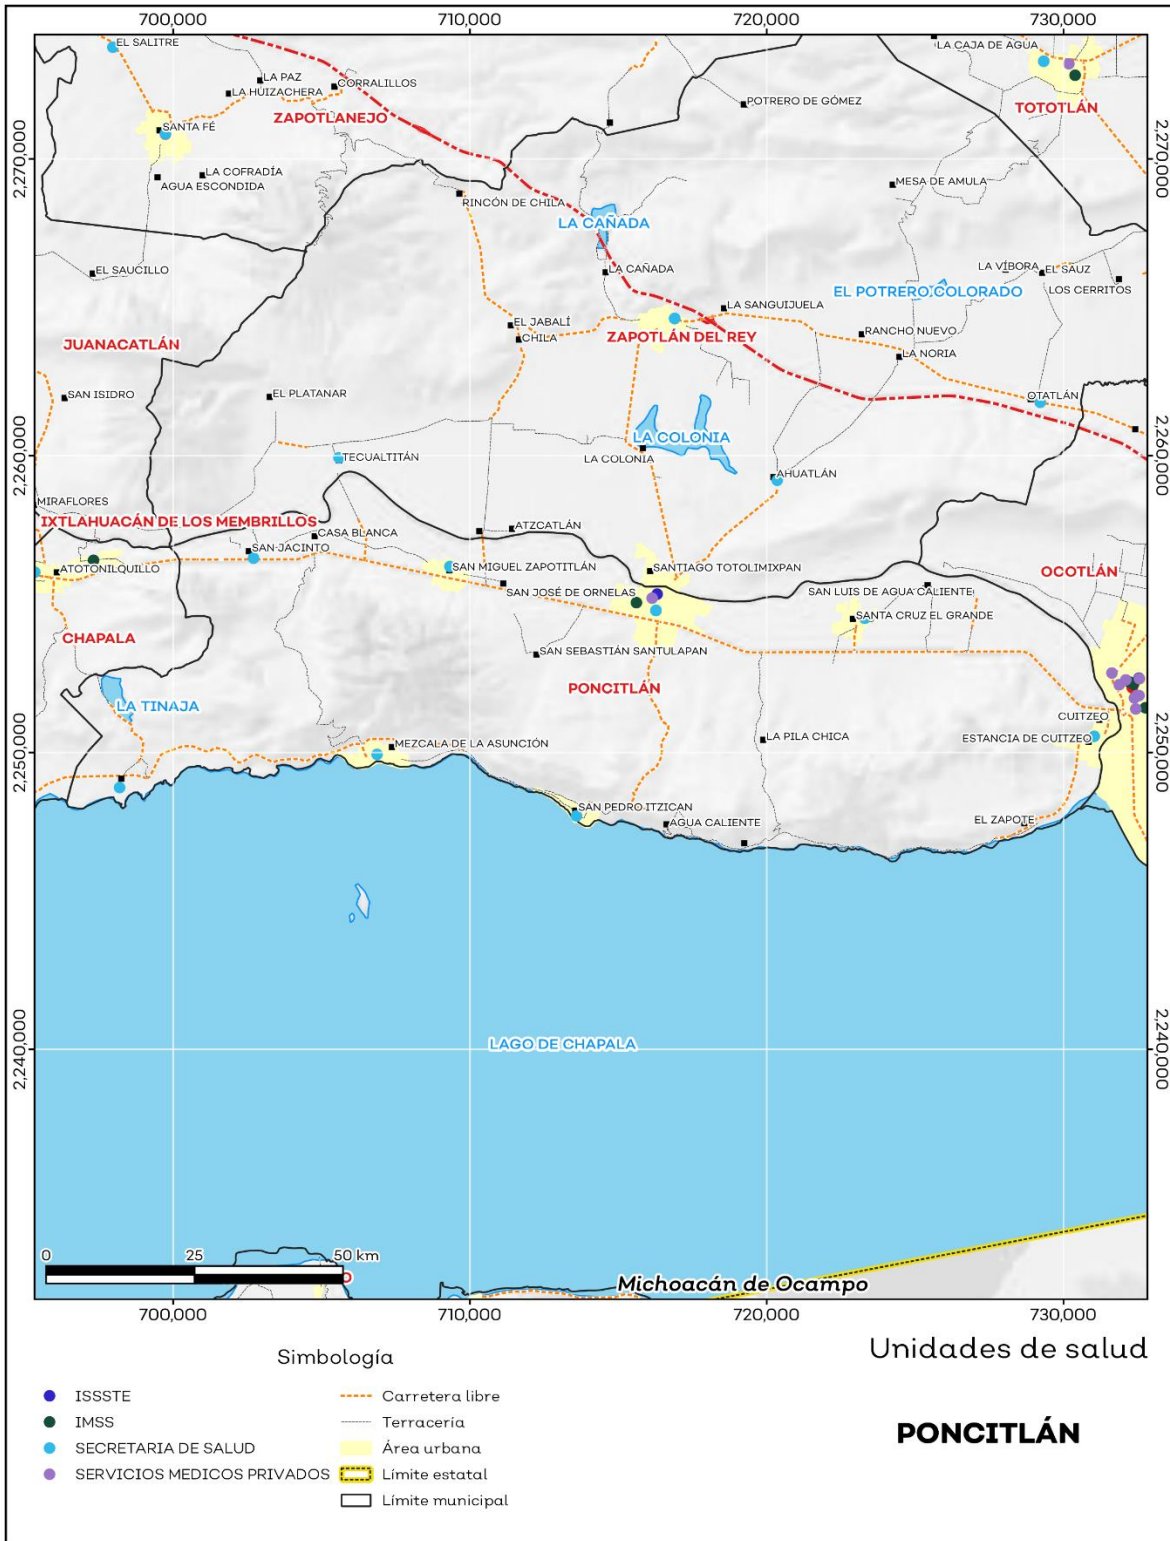 700,000
710,000
720,000
730,000
EL SALITRE
LA CAJA DE AGUA
LA PAZ
CORRALILLOS
LA HUIZACHERA
POTRERO DE GÓMEZ
TOTOTLÁN
ZAPOTLANEJO
SANTA FÉ
2,270,000
2,270,000
LA COFRADÍA
AGUA ESCONDIDA
MESA DE AMULA
RINCÓN DE CHILA
LA CAÑADA
EL SAUCILLO
LA CAÑADA
LA VÍBORA
EL SAUZ
LOS CERRITOS
EL POTRERO COLORADO
LA SANGUIJUELA
EL JABALÍ
CHILA
ZAPOTLÁN DEL REY
RANCHO NUEVO
JUANACATLÁN
LA NORIA
SAN ISIDRO
EL PLATANAR
OTATLÁN
LA COLONIA
2,260,000
2,260,000
TECUALTITÁN
LA COLONIA
AHUATLÁN
MIRAFLORES
IXTLAHUACÁN DE LOS MEMBRILLOS
ATZCATLÁN
CASA BLANCA
SAN JACINTO
ATOTONILQUILLO
SAN MIGUEL ZAPOTITLÁN
SANTIAGO TOTOLIMIXPAN
OCOTLÁN
SAN JOSÉ DE ORNELAS
SAN LUIS DE AGUA CALIENTE
SANTA CRUZ EL GRANDE
CHAPALA
SAN SEBASTIÁN SANTULAPAN
PONCITLÁN
LA TINAJA
CUITZEO
MEZCALA DE LA ASUNCIÓN
LA PILA CHICA
ESTANCIA DE CUITZEO
2,250,000
2,250,000
SAN PEDRO ITZICAN
AGUA CALIENTE
EL ZAPOTE
2,240,000
2,240,000
LAGO DE CHAPALA
0
25
50 km
Michoacán de Ocampo
700,000
710,000
720,000
730,000
Simbología
Unidades de salud
ISSSTE
Carretera libre
IMSS
Terracería
PONCITLÁN
SECRETARIA DE SALUD
Área urbana
SERVICIOS MEDICOS PRIVADOS
Límite estatal
Límite municipal